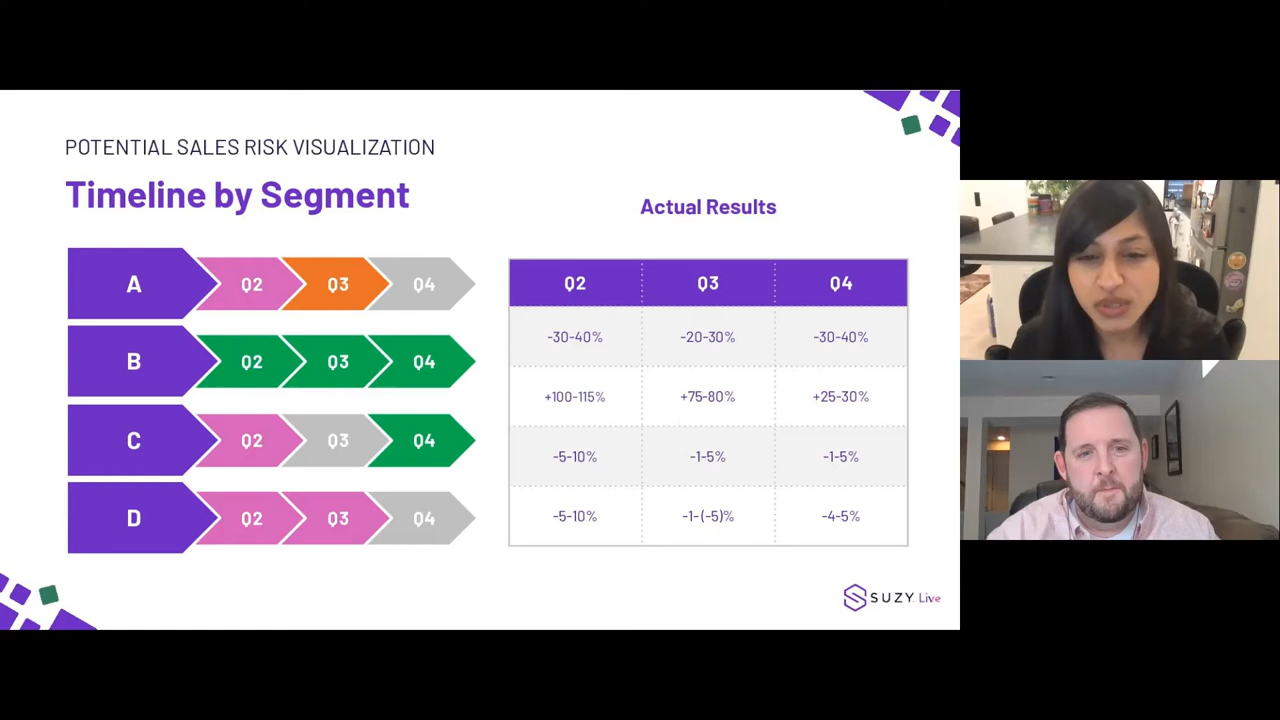 POTENTIAL SALES RISK VISUALIZATION
Timeline by Segment
Actual Results
A Q2 Q3 Q4
B Q2 Q3 Q4
C Q2 Q3 Q4
D Q2 Q3 Q4
Q2 Q3 Q4
-30-40% -20-30% -30-40%
+100-115% +75-80% +25-30%
-5-10% -1-5% -1-5%
-5-10% -1-(-5)% -4-5%
SUZY Live